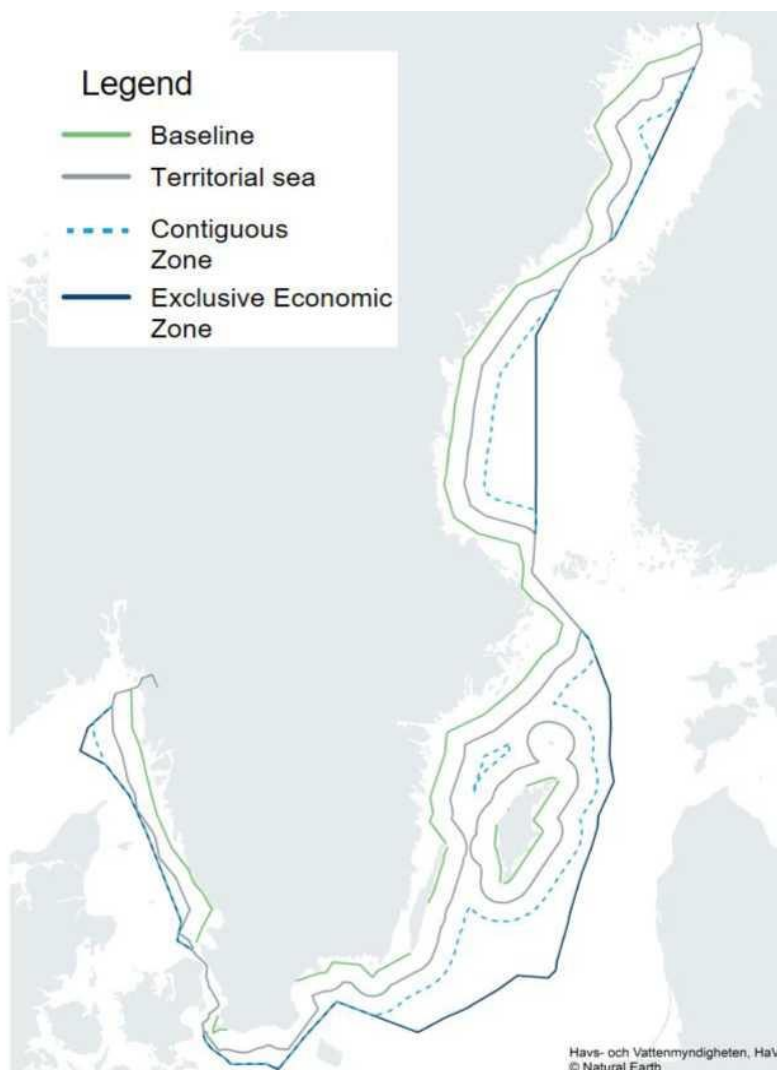 Legend
Baseline
Territorial sea
Contiguous
Zone
Exclusive Economic
Zone
Havs- och Vattenmyndigheten, HaV
© Natural Earth